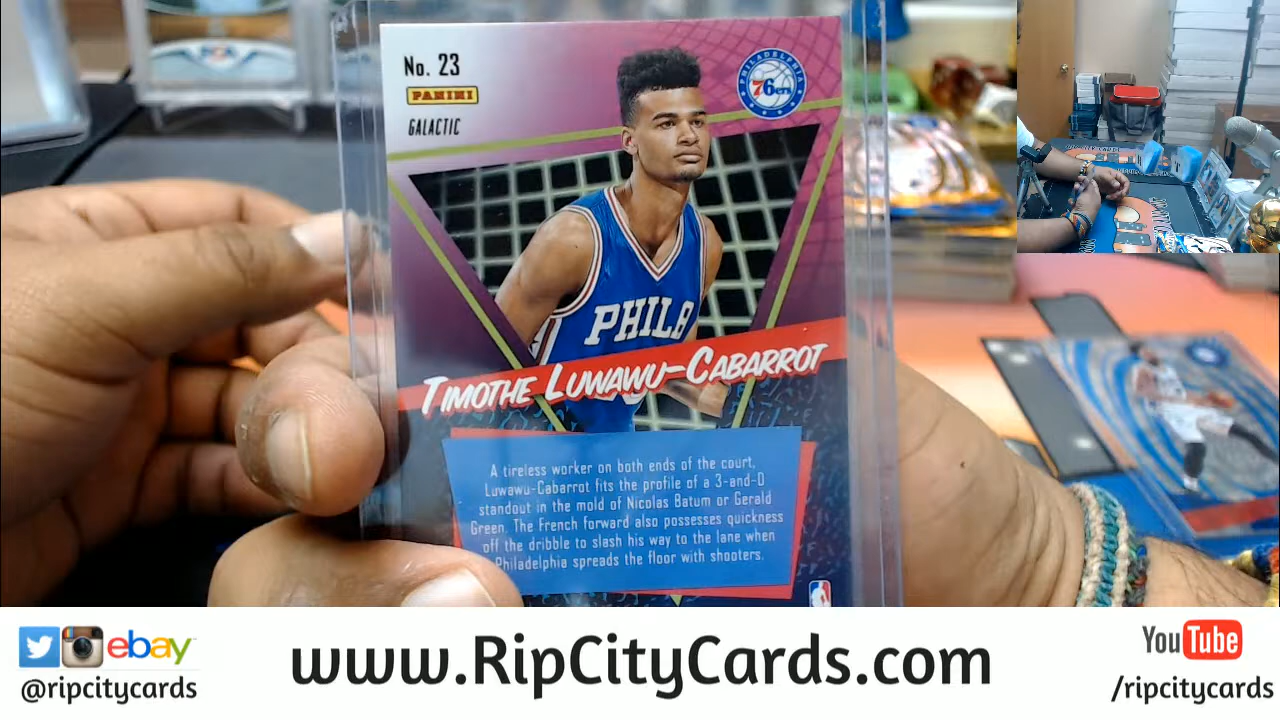 No. 23
PANINI
GALACTIC
PHILADELPHIA
76ers
PHILA
TIMOTHE LUWAWU-CABARROT
A tireless worker on both ends of the court,
Luwawu-Cabarrot fits the profile of a 3-and-D
standout in the mold of Nicolas Batum or Gerald
Green. The French forward also possesses quickness
off the dribble to slash his way to the lane when
Philadelphia spreads the floor with shooters.
ebay
@ripcitycards
www.RipCityCards.com
YouTube
/ripcitycards